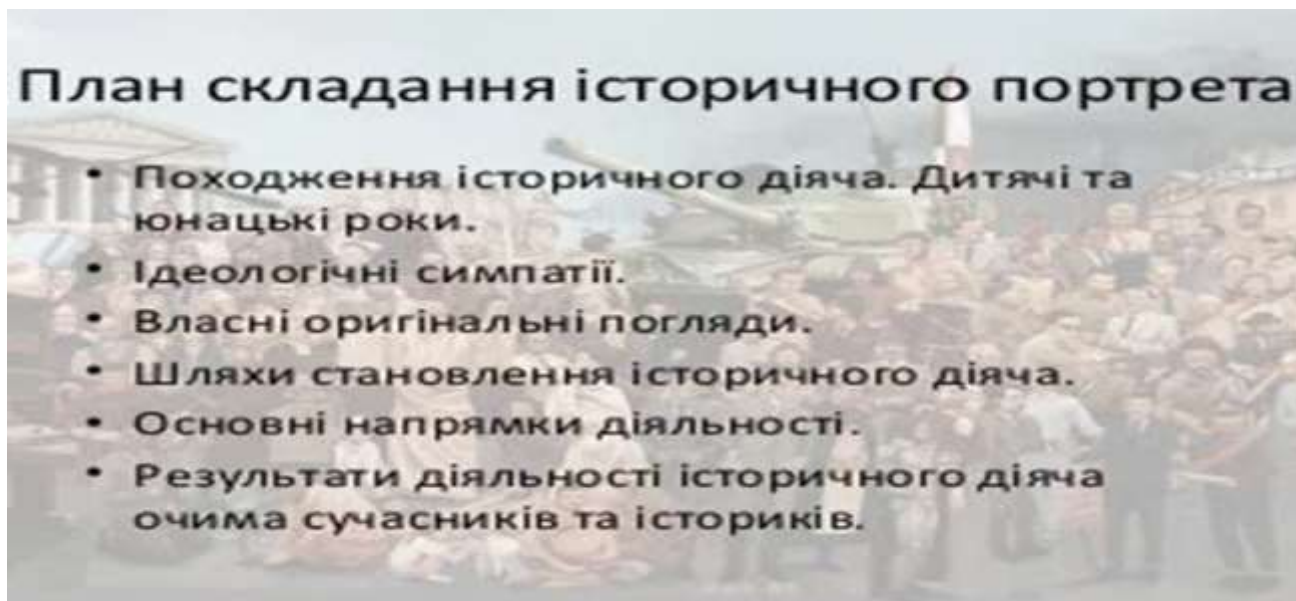 План складання історичного портрета
• Походження історичного діяча. Дитячі та
юнацькі роки.
• Ідеологічні симпатії.
• Власні оригінальні погляди.
• Шляхи становлення історичного діяча.
• Основні напрямки діяльності.
• Результати діяльності історичного діяча
очима сучасників та істориків.